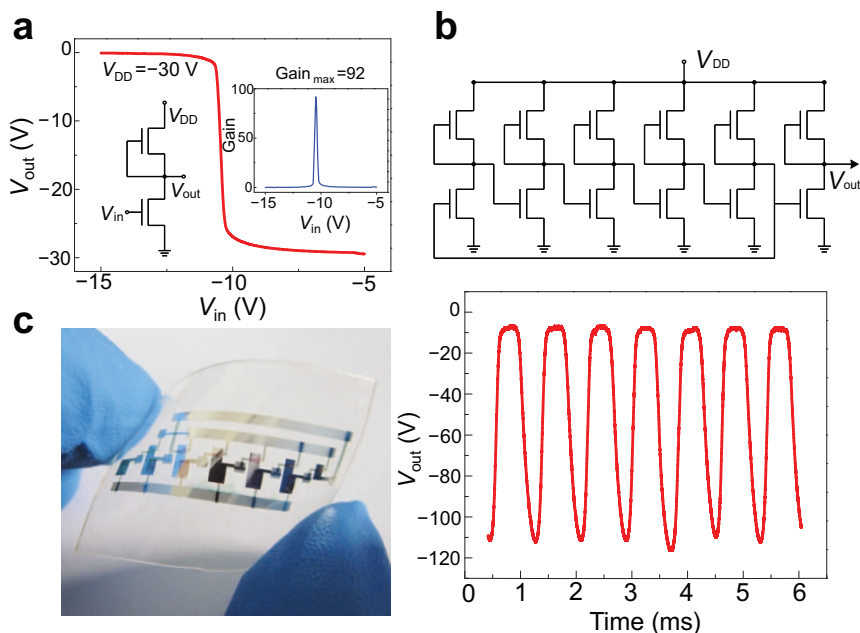 a
0
−10
−20
−30
V_out (V)
V_DD =−30 V
V_DD
V_out
V_in
Gain_max=92
100
50
0
Gain
−15 −10 −5
V_in (V)
−15 −10 −5
V_in (V)
b
V_DD
V_out
0
−20
−40
−60
−80
−100
−120
V_out (V)
0 1 2 3 4 5 6
Time (ms)
c